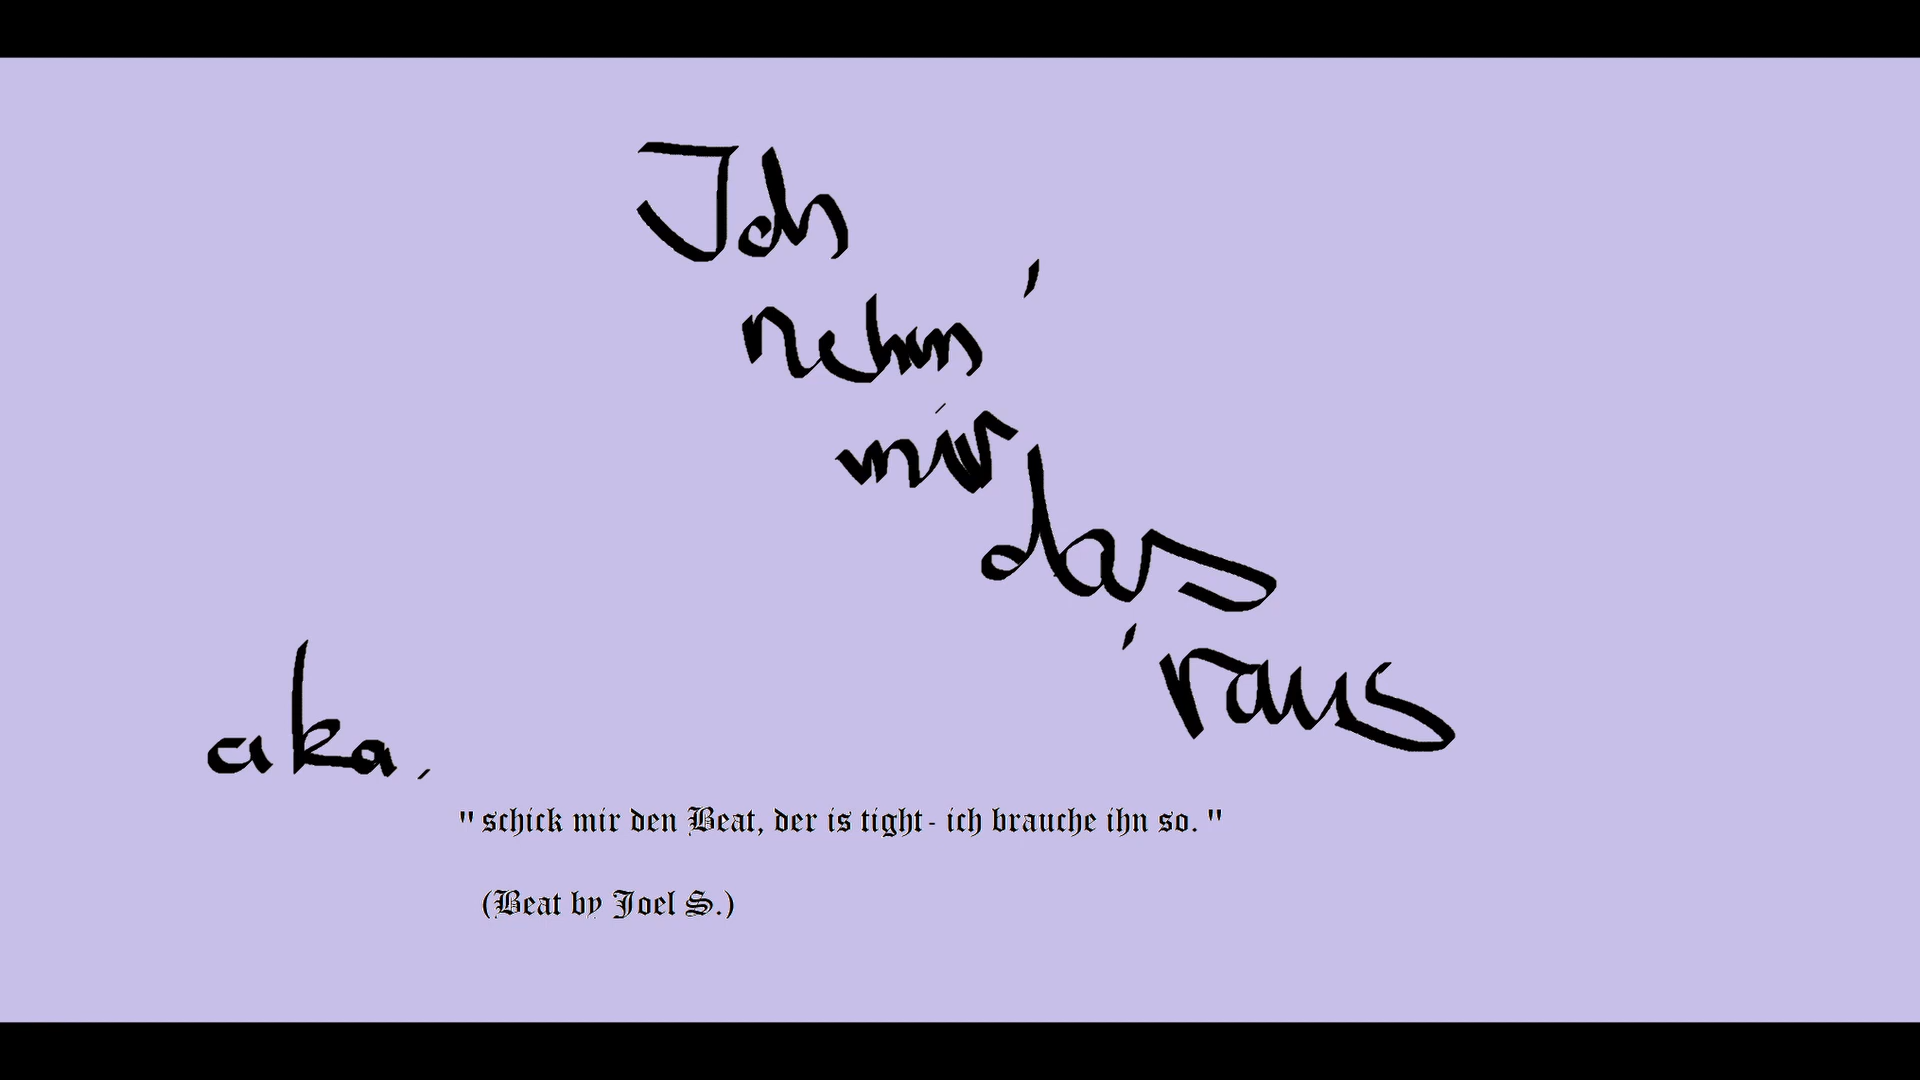 Ich
nehm'
mir
das
'raus
aka.
"schick mir den Beat, der is tight - ich brauche ihn so."
(Beat by Joel S.)